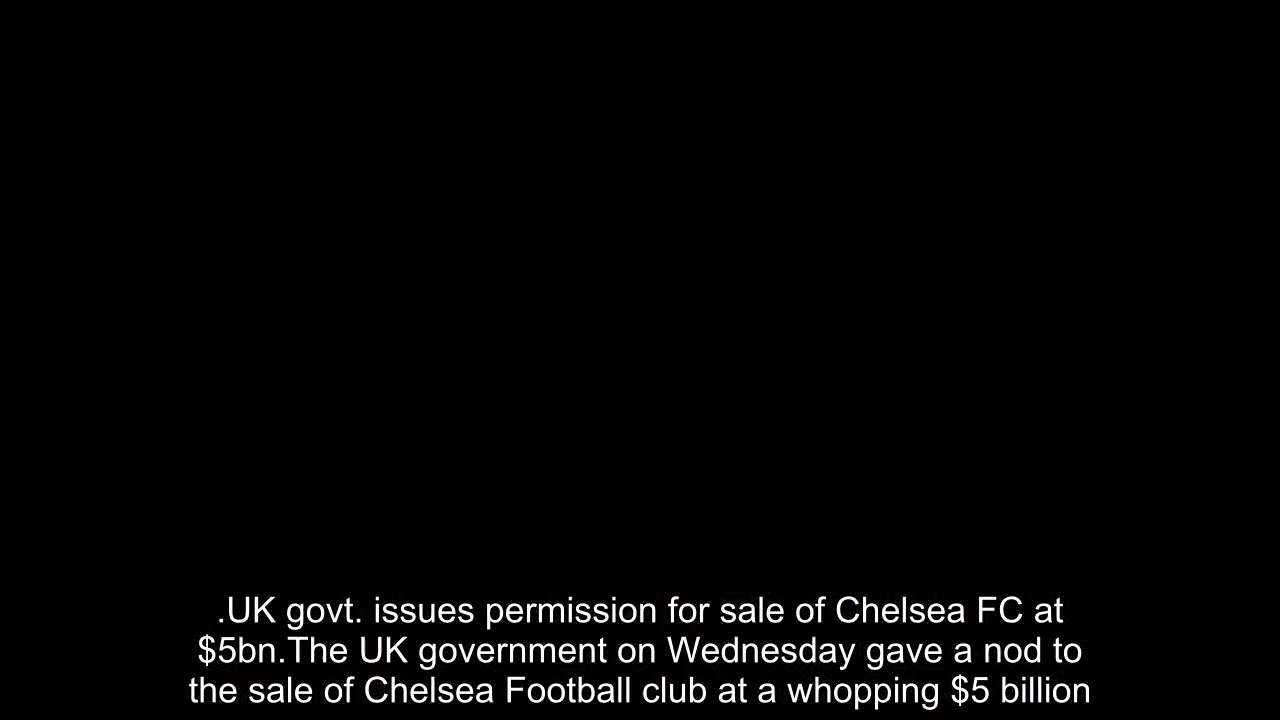 .UK govt. issues permission for sale of Chelsea FC at
$5bn.The UK government on Wednesday gave a nod to
the sale of Chelsea Football club at a whopping $5 billion